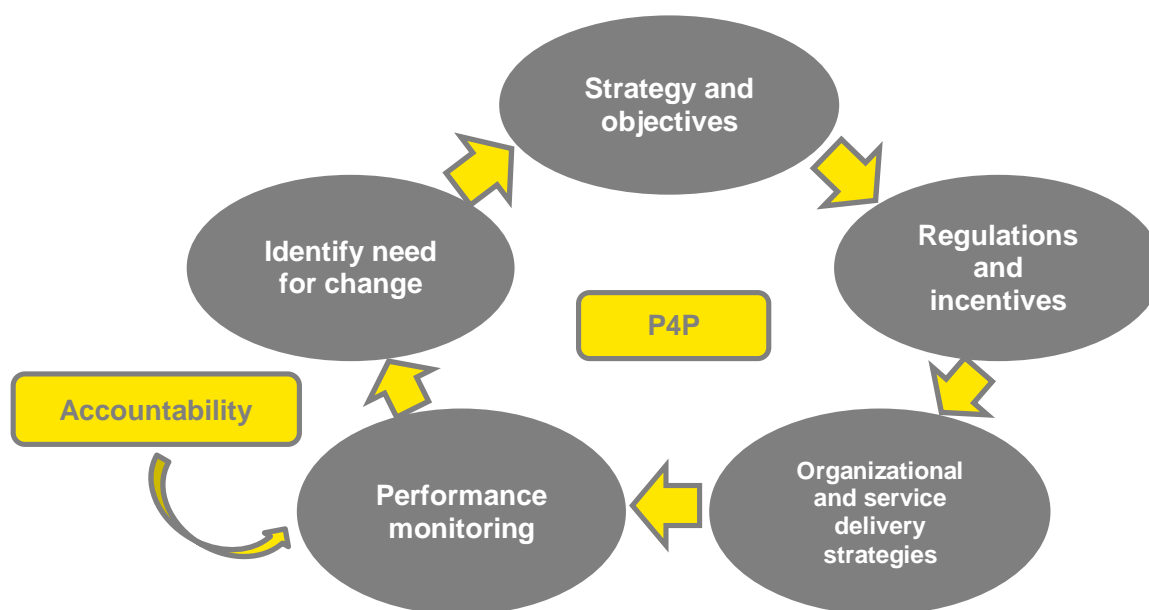 Strategy and
objectives
Regulations
and
incentives
Identify need
for change
P4P
Accountability
Performance
monitoring
Organizational
and service
delivery
strategies